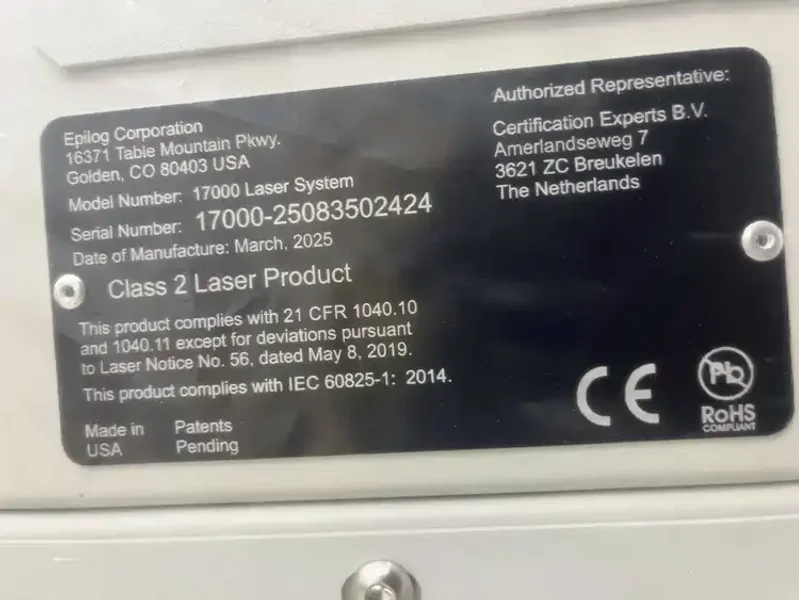 Epilog Corporation
16371 Table Mountain Pkwy.
Golden, CO 80403 USA
Model Number: 17000 Laser System
Serial Number: 17000-25083502424
Date of Manufacture: March, 2025
Class 2 Laser Product
This product complies with 21 CFR 1040.10
and 1040.11 except for deviations pursuant
to Laser Notice No. 56, dated May 8, 2019.
This product complies with IEC 60825-1: 2014.
Made in
USA
Patents
Pending
Authorized Representative:
Certification Experts B.V.
Amerlandseweg 7
3621 ZC Breukelen
The Netherlands
CE
Pb
RoHS
COMPLIANT